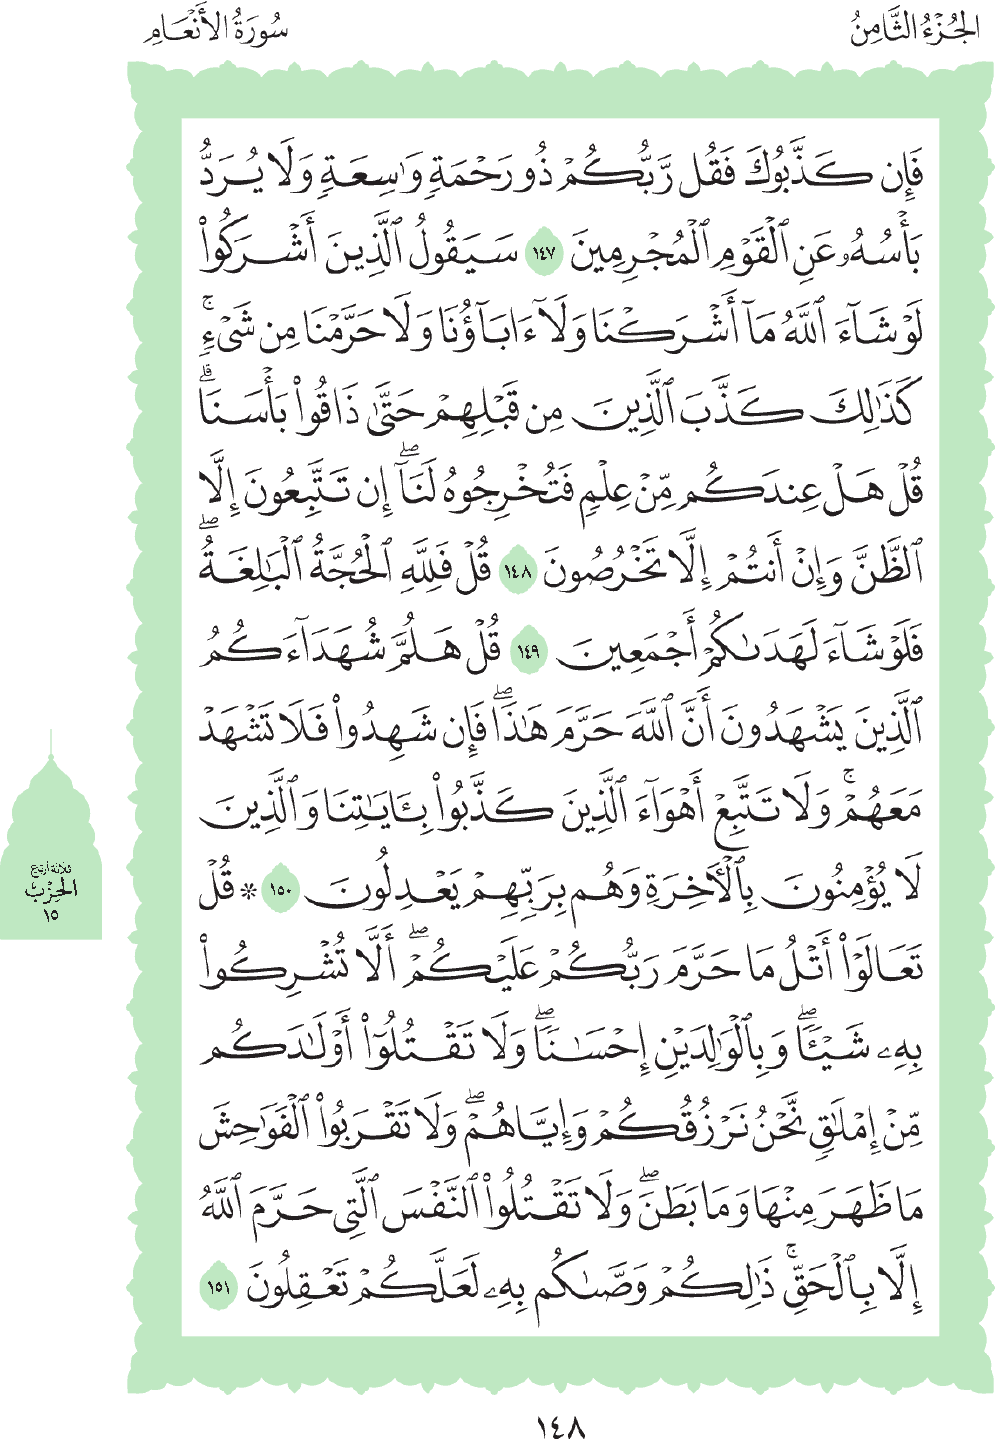 الجُزْءُ الثَّامِنُ
سُورَةُ الأَنْعَامِ
فَإِن كَذَّبُوكَ فَقُل رَّبُّكُمۡ ذُو رَحۡمَةٖ وَٰسِعَةٖ وَلَا يُرَدُّ
بَأۡسُهُۥ عَنِ ٱلۡقَوۡمِ ٱلۡمُجۡرِمِينَ ١٤٧ سَيَقُولُ ٱلَّذِينَ أَشۡرَكُواْ
لَوۡ شَآءَ ٱللَّهُ مَآ أَشۡرَكۡنَا وَلَآ ءَابَآؤُنَا وَلَا حَرَّمۡنَا مِن شَيۡءٖۚ
كَذَٰلِكَ كَذَّبَ ٱلَّذِينَ مِن قَبۡلِهِمۡ حَتَّىٰ ذَاقُواْ بَأۡسَنَاۗ
قُلۡ هَلۡ عِندَكُم مِّنۡ عِلۡمٖ فَتُخۡرِجُوهُ لَنَآۖ إِن تَتَّبِعُونَ إِلَّا
ٱلظَّنَّ وَإِنۡ أَنتُمۡ إِلَّا تَخۡرُصُونَ ١٤٨ قُلۡ فَلِلَّهِ ٱلۡحُجَّةُ ٱلۡبَٰلِغَةُۖ
فَلَوۡ شَآءَ لَهَدَىٰكُمۡ أَجۡمَعِينَ ١٤٩ قُلۡ هَلُمَّ شُهَدَآءَكُمُ
ٱلَّذِينَ يَشۡهَدُونَ أَنَّ ٱللَّهَ حَرَّمَ هَٰذَاۖ فَإِن شَهِدُواْ فَلَا تَشۡهَدۡ
مَعَهُمۡۚ وَلَا تَتَّبِعۡ أَهۡوَآءَ ٱلَّذِينَ كَذَّبُواْ بِـَٔايَٰتِنَا وَٱلَّذِينَ
لَا يُؤۡمِنُونَ بِٱلۡأٓخِرَةِ وَهُم بِرَبِّهِمۡ يَعۡدِلُونَ ١٥٠ ۞ قُلۡ
تَعَالَوۡاْ أَتۡلُ مَا حَرَّمَ رَبُّكُمۡ عَلَيۡكُمۡۖ أَلَّا تُشۡرِكُواْ
بِهِۦ شَيۡـٔٗاۖ وَبِٱلۡوَٰلِدَيۡنِ إِحۡسَٰنٗاۖ وَلَا تَقۡتُلُوٓاْ أَوۡلَٰدَكُم
مِّنۡ إِمۡلَٰقٖ نَّحۡنُ نَرۡزُقُكُمۡ وَإِيَّاهُمۡۖ وَلَا تَقۡرَبُواْ ٱلۡفَوَٰحِشَ
مَا ظَهَرَ مِنۡهَا وَمَا بَطَنَۖ وَلَا تَقۡتُلُواْ ٱلنَّفۡسَ ٱلَّتِي حَرَّمَ ٱللَّهُ
إِلَّا بِٱلۡحَقِّۚ ذَٰلِكُمۡ وَصَّىٰكُم بِهِۦ لَعَلَّكُمۡ تَعۡقِلُونَ ١٥١
ثلاثة أرباع
الحِزْب
١٥
١٤٨